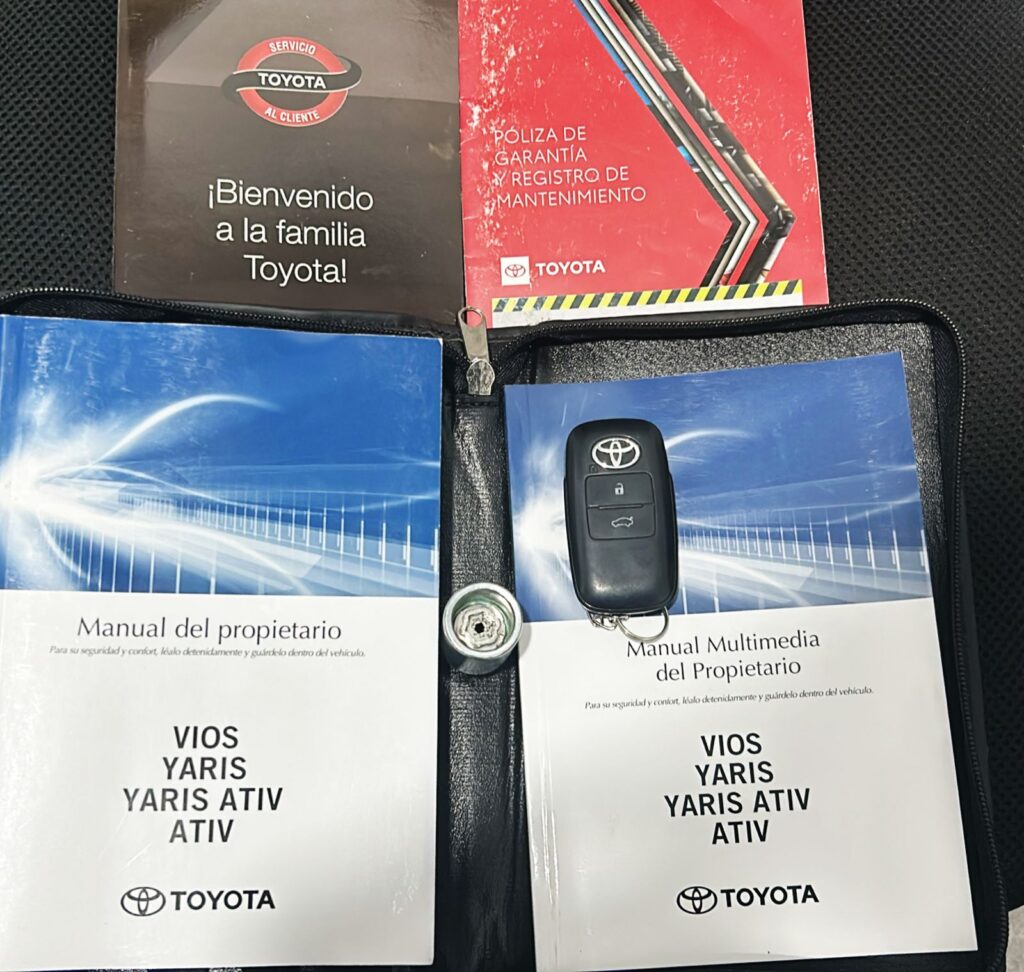 SERVICIO
TOYOTA
AL CLIENTE
¡Bienvenido
a la familia
Toyota!
PÓLIZA DE
GARANTÍA
Y REGISTRO DE
MANTENIMIENTO
TOYOTA
Manual del propietario
Para su seguridad y confort, léalo detenidamente y guárdelo dentro del vehículo.
VIOS
YARIS
YARIS ATIV
ATIV
TOYOTA
Manual Multimedia
del Propietario
Para su seguridad y confort, léalo detenidamente y guárdelo dentro del vehículo.
VIOS
YARIS
YARIS ATIV
ATIV
TOYOTA